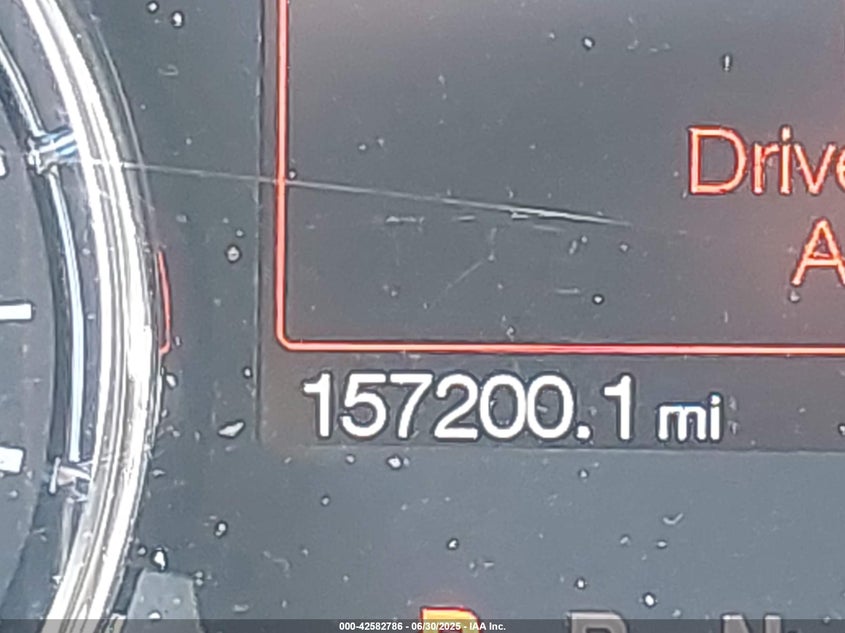 Drive
A
157200.1 mi
P R N
000-42582786 - 06/30/2025 - IAA Inc.